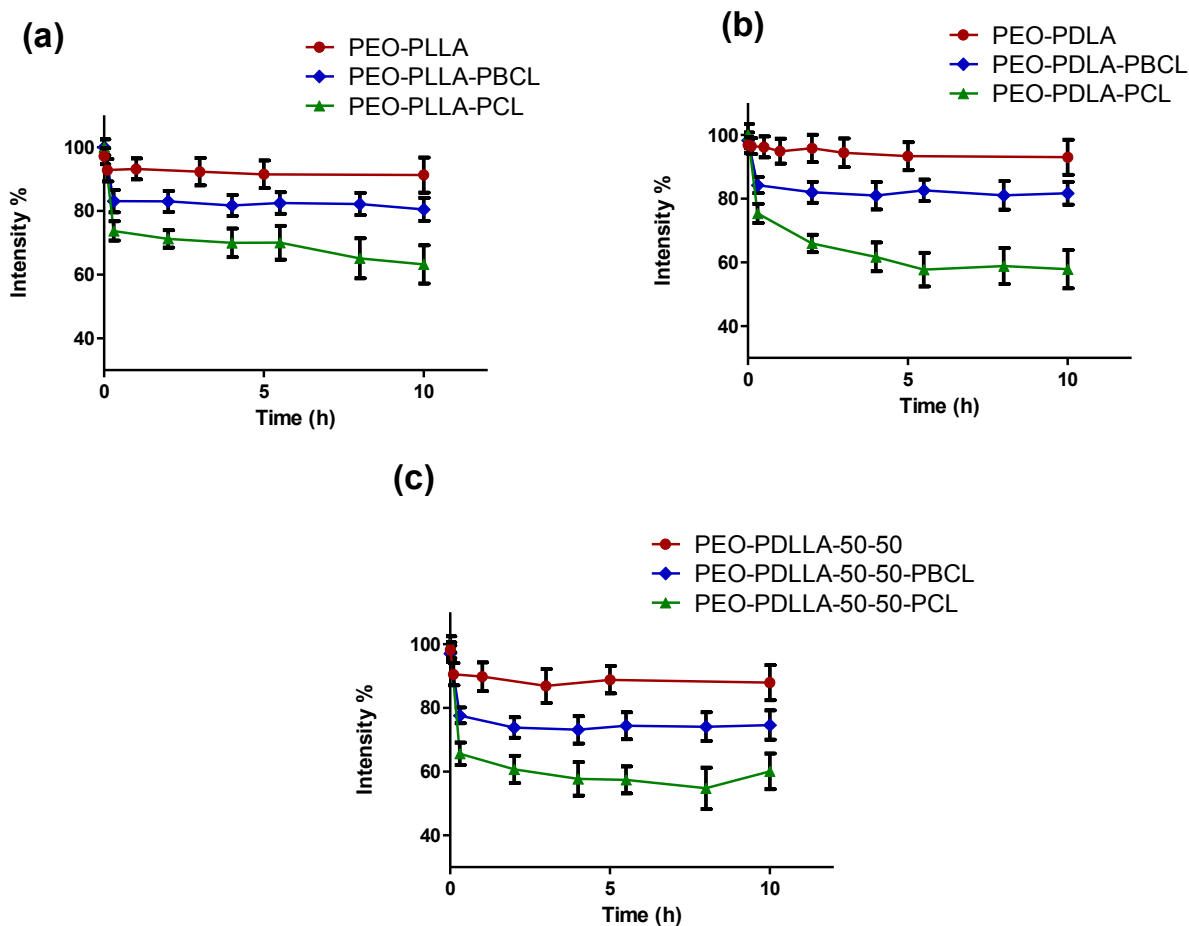 (a)
PEO-PLLA
PEO-PLLA-PBCL
PEO-PLLA-PCL
100
80
60
40
Intensity %
0
5
10
Time (h)
(b)
PEO-PDLA
PEO-PDLA-PBCL
PEO-PDLA-PCL
100
80
60
40
Intensity %
0
5
10
Time (h)
(c)
PEO-PDLLA-50-50
PEO-PDLLA-50-50-PBCL
PEO-PDLLA-50-50-PCL
100
80
60
40
Intensity %
0
5
10
Time (h)